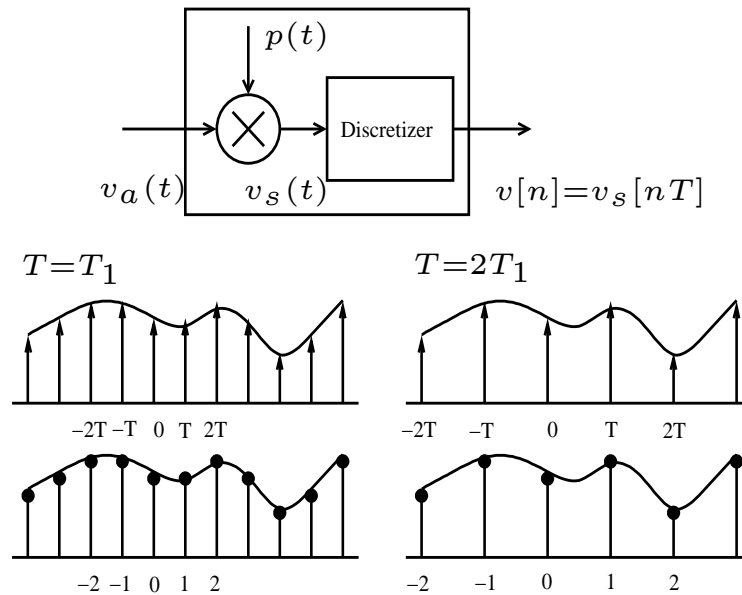 p(t)
Discretizer
v_a(t) v_s(t) v[n]=v_s[nT]
T=T_1 T=2T_1
−2T −T 0 T 2T −2T −T 0 T 2T
−2 −1 0 1 2 −2 −1 0 1 2